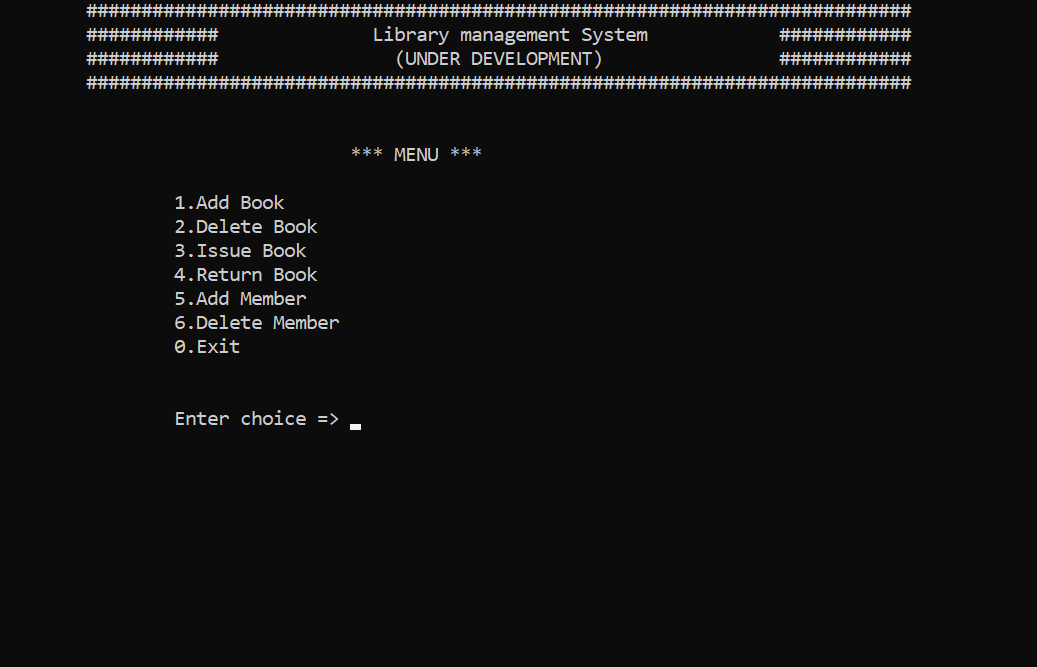 ###########################################################################
############ Library management System ############
############ (UNDER DEVELOPMENT) ############
###########################################################################
*** MENU ***
1.Add Book
2.Delete Book
3.Issue Book
4.Return Book
5.Add Member
6.Delete Member
0.Exit
Enter choice =>